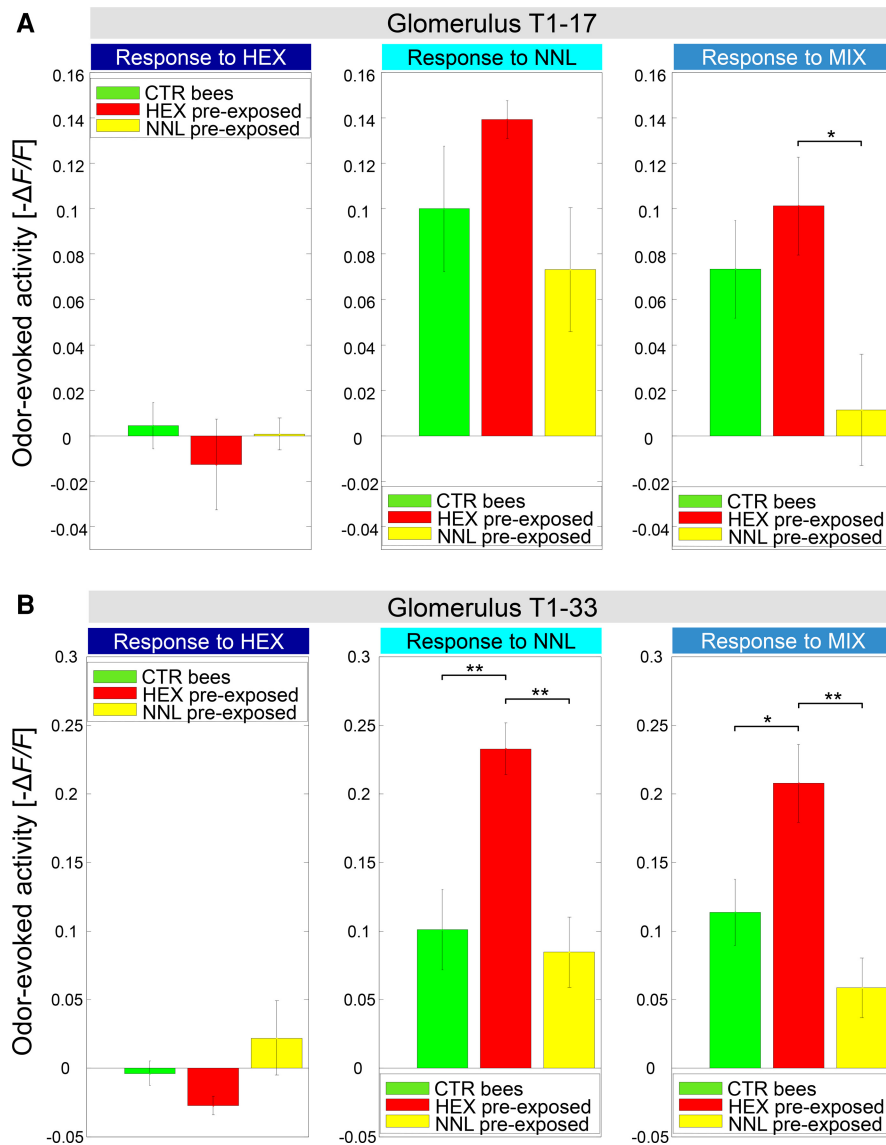 A
Glomerulus T1-17
Response to HEX
Response to NNL
Response to MIX
Odor-evoked activity [-ΔF/F]
0.16
0.14
0.12
0.1
0.08
0.06
0.04
0.02
0
-0.02
-0.04
CTR bees
HEX pre-exposed
NNL pre-exposed
0.16
0.14
0.12
0.1
0.08
0.06
0.04
0.02
0
-0.02
-0.04
CTR bees
HEX pre-exposed
NNL pre-exposed
0.16
0.14
0.12
0.1
0.08
0.06
0.04
0.02
0
-0.02
-0.04
*
CTR bees
HEX pre-exposed
NNL pre-exposed
B
Glomerulus T1-33
Response to HEX
Response to NNL
Response to MIX
Odor-evoked activity [-ΔF/F]
0.3
0.25
0.2
0.15
0.1
0.05
0
-0.05
CTR bees
HEX pre-exposed
NNL pre-exposed
0.3
0.25
0.2
0.15
0.1
0.05
0
-0.05
**
**
CTR bees
HEX pre-exposed
NNL pre-exposed
0.3
0.25
0.2
0.15
0.1
0.05
0
-0.05
*
**
CTR bees
HEX pre-exposed
NNL pre-exposed